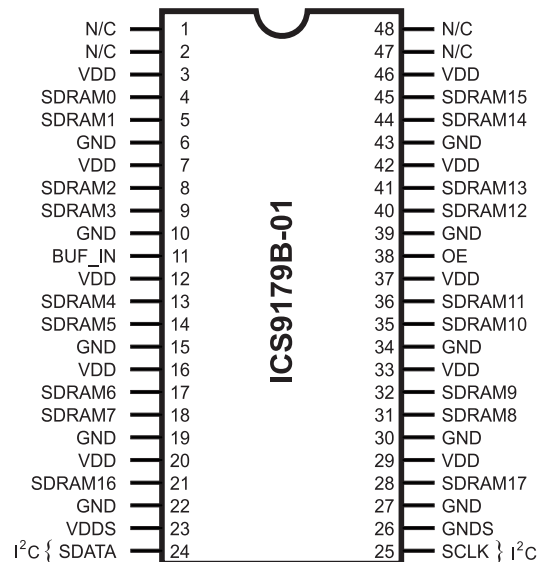 N/C 1 48 N/C
N/C 2 47 N/C
VDD 3 46 VDD
SDRAM0 4 45 SDRAM15
SDRAM1 5 44 SDRAM14
GND 6 43 GND
VDD 7 42 VDD
SDRAM2 8 41 SDRAM13
SDRAM3 9 40 SDRAM12
GND 10 39 GND
BUF_IN 11 38 OE
VDD 12 37 VDD
SDRAM4 13 36 SDRAM11
SDRAM5 14 35 SDRAM10
GND 15 34 GND
VDD 16 33 VDD
SDRAM6 17 32 SDRAM9
SDRAM7 18 31 SDRAM8
GND 19 30 GND
VDD 20 29 VDD
SDRAM16 21 28 SDRAM17
GND 22 27 GND
VDDS 23 26 GNDS
I²C { SDATA 24 25 SCLK } I²C
ICS9179B-01